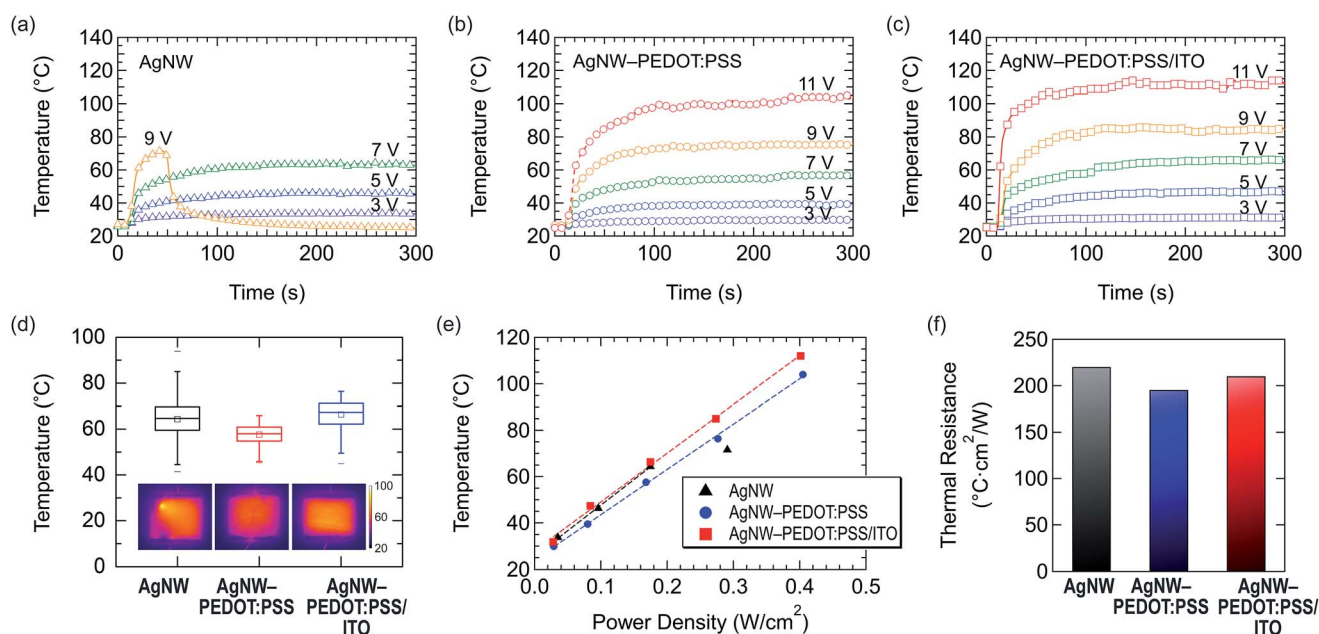 (a)
140
120
100
80
60
40
20
Temperature (°C)
AgNW
9 V
7 V
5 V
3 V
0
100
200
300
Time (s)
(b)
140
120
100
80
60
40
20
Temperature (°C)
AgNW–PEDOT:PSS
11 V
9 V
7 V
5 V
3 V
0
100
200
300
Time (s)
(c)
140
120
100
80
60
40
20
Temperature (°C)
AgNW–PEDOT:PSS/ITO
11 V
9 V
7 V
5 V
3 V
0
100
200
300
Time (s)
(d)
100
80
60
40
20
0
Temperature (°C)
100
60
20
AgNW
AgNW–
PEDOT:PSS
AgNW–
PEDOT:PSS/
ITO
(e)
120
100
80
60
40
20
Temperature (°C)
AgNW
AgNW–PEDOT:PSS
AgNW–PEDOT:PSS/ITO
0.0
0.1
0.2
0.3
0.4
0.5
Power Density (W/cm²)
(f)
250
200
150
100
50
0
Thermal Resistance
(°C·cm²/W)
AgNW
AgNW–
PEDOT:PSS
AgNW–
PEDOT:PSS/
ITO